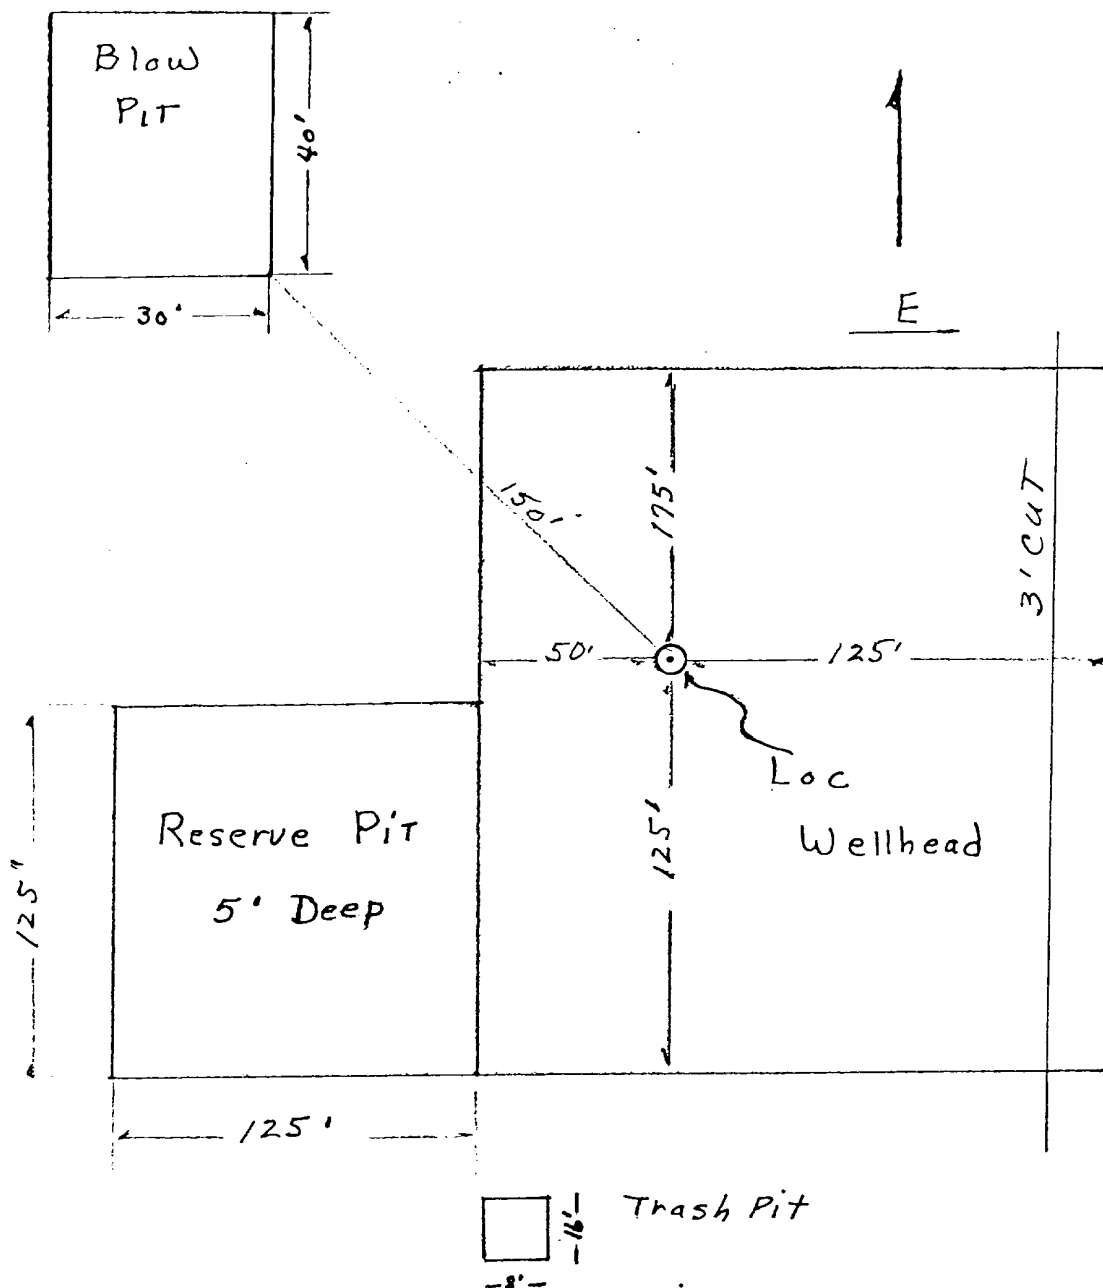 Blow
PIT
40'
30'
E
150'
175'
3' CUT
50'
125'
Loc
125'
Wellhead
Reserve PiT
5' Deep
125"
125'
Trash Pit
16'
8'